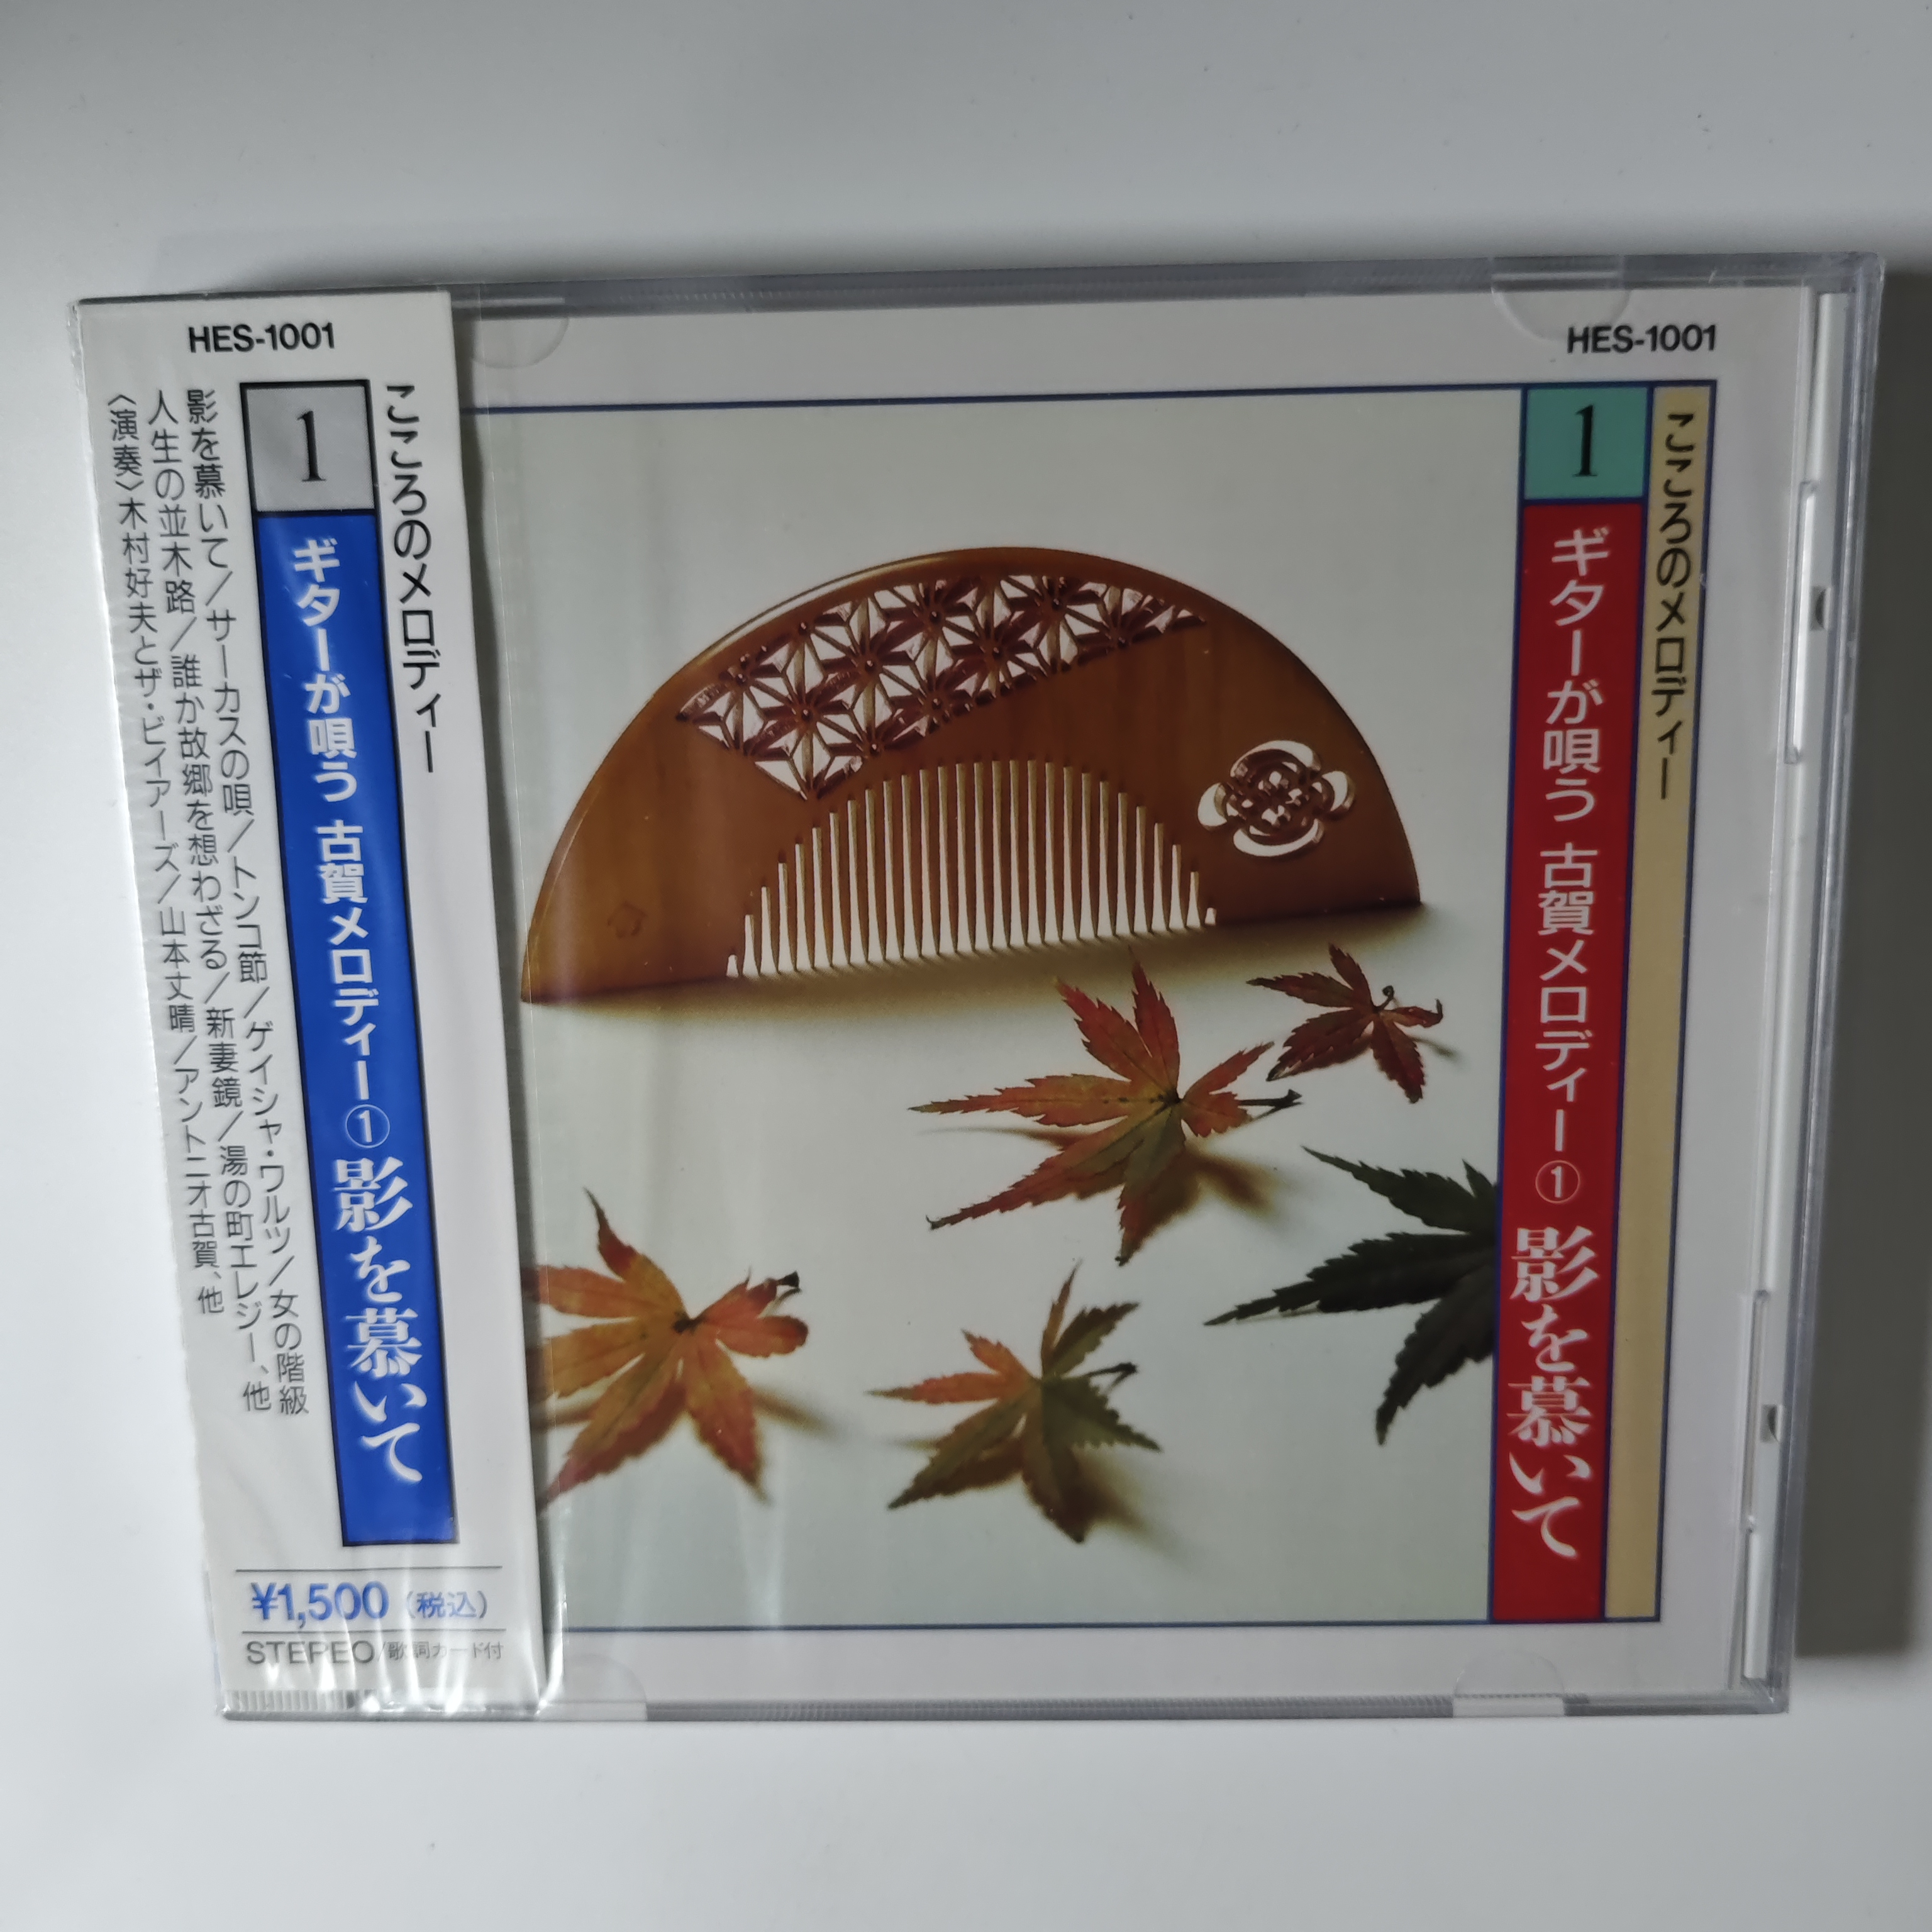 HES-1001
こころのメロディー
1
ギターが唄う 古賀メロディー① 影を慕いて
影を慕いて/サーカスの唄/トンコ節/ゲイシャ・ワルツ/女の階級
人生の並木路/誰か故郷を想わざる/新妻鏡/湯の町エレジー、他
〈演奏〉木村好夫とザ・ビィアーズ/山本丈晴/アントニオ古賀、他
¥1,500(税込)
STEREO/歌詞カード付
HES-1001
こころのメロディー
1
ギターが唄う 古賀メロディー① 影を慕いて